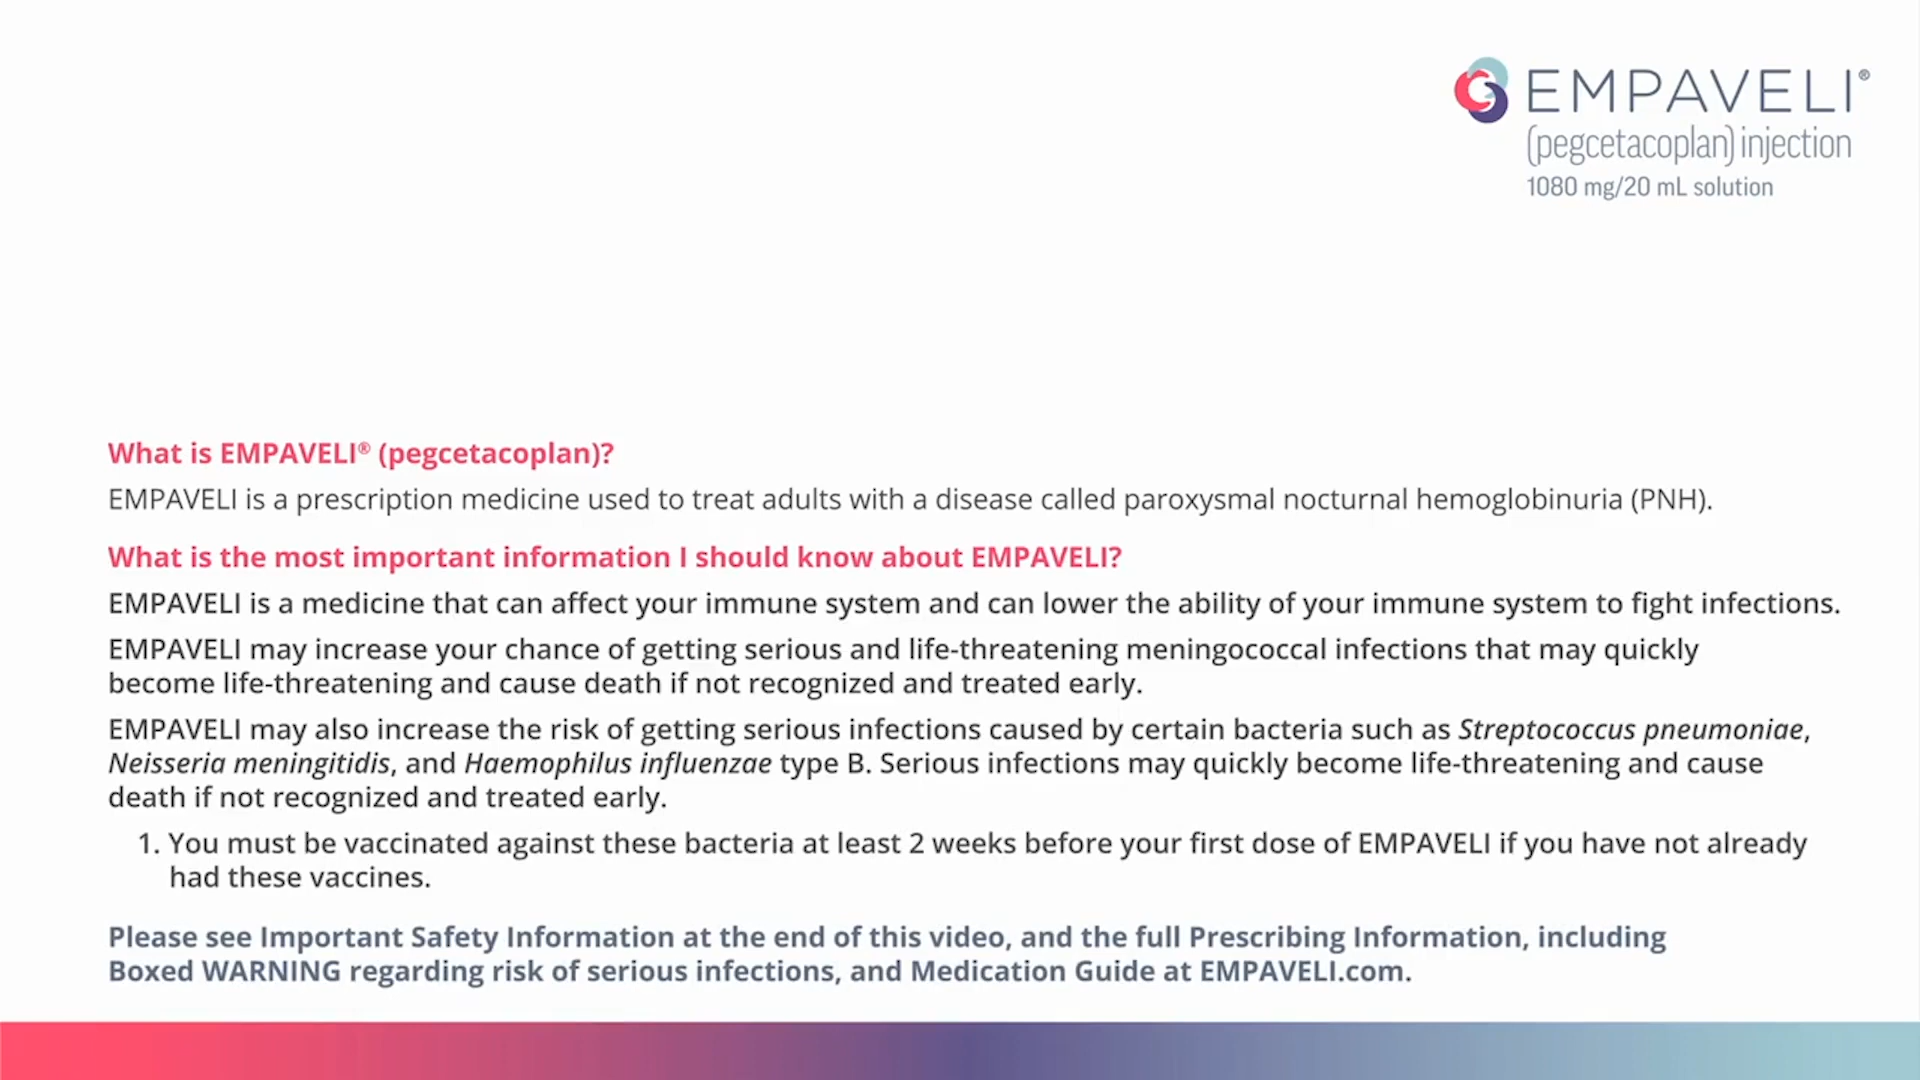 EMPAVELI®
(pegcetacoplan) injection
1080 mg/20 mL solution
What is EMPAVELI® (pegcetacoplan)?
EMPAVELI is a prescription medicine used to treat adults with a disease called paroxysmal nocturnal hemoglobinuria (PNH).
What is the most important information I should know about EMPAVELI?
EMPAVELI is a medicine that can affect your immune system and can lower the ability of your immune system to fight infections.
EMPAVELI may increase your chance of getting serious and life-threatening meningococcal infections that may quickly
become life-threatening and cause death if not recognized and treated early.
EMPAVELI may also increase the risk of getting serious infections caused by certain bacteria such as Streptococcus pneumoniae,
Neisseria meningitidis, and Haemophilus influenzae type B. Serious infections may quickly become life-threatening and cause
death if not recognized and treated early.
1. You must be vaccinated against these bacteria at least 2 weeks before your first dose of EMPAVELI if you have not already
had these vaccines.
Please see Important Safety Information at the end of this video, and the full Prescribing Information, including
Boxed WARNING regarding risk of serious infections, and Medication Guide at EMPAVELI.com.